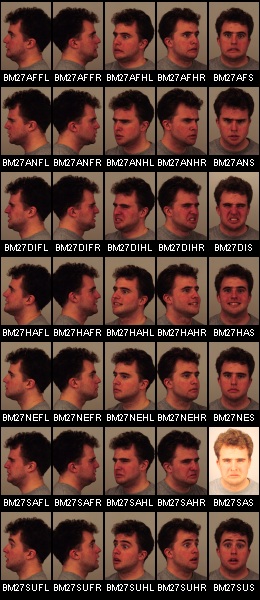 BM27AFFL BM27AFFR BM27AFHL BM27AFHR BM27AFS
BM27ANFL BM27ANFR BM27ANHL BM27ANHR BM27ANS
BM27DIFL BM27DIFR BM27DIHL BM27DIHR BM27DIS
BM27HAFL BM27HAFR BM27HAHL BM27HAHR BM27HAS
BM27NEFL BM27NEFR BM27NEHL BM27NEHR BM27NES
BM27SAFL BM27SAFR BM27SAHL BM27SAHR BM27SAS
BM27SUFL BM27SUFR BM27SUHL BM27SUHR BM27SUS